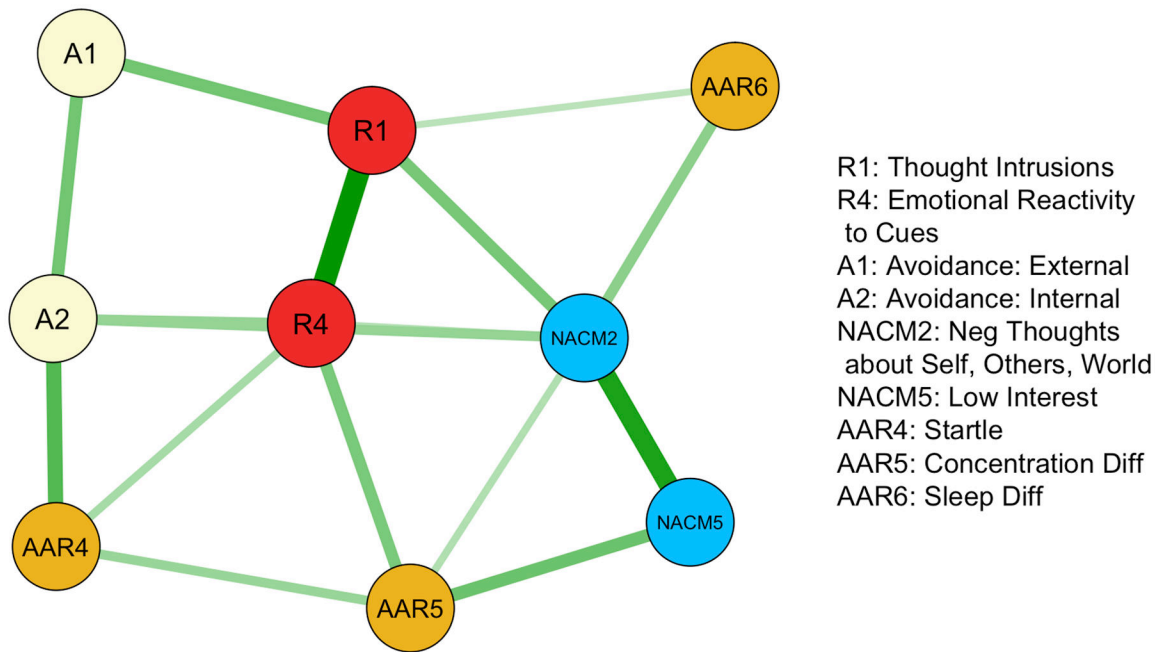 A1
AAR6
R1
A2
R4
NACM2
AAR4
AAR5
NACM5
R1: Thought Intrusions
R4: Emotional Reactivity
to Cues
A1: Avoidance: External
A2: Avoidance: Internal
NACM2: Neg Thoughts
about Self, Others, World
NACM5: Low Interest
AAR4: Startle
AAR5: Concentration Diff
AAR6: Sleep Diff